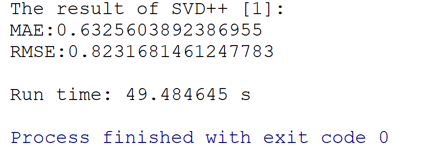 The result of SVD++ [1]:
MAE:0.6325603892386955
RMSE:0.8231681461247783
Run time: 49.484645 s
Process finished with exit code 0